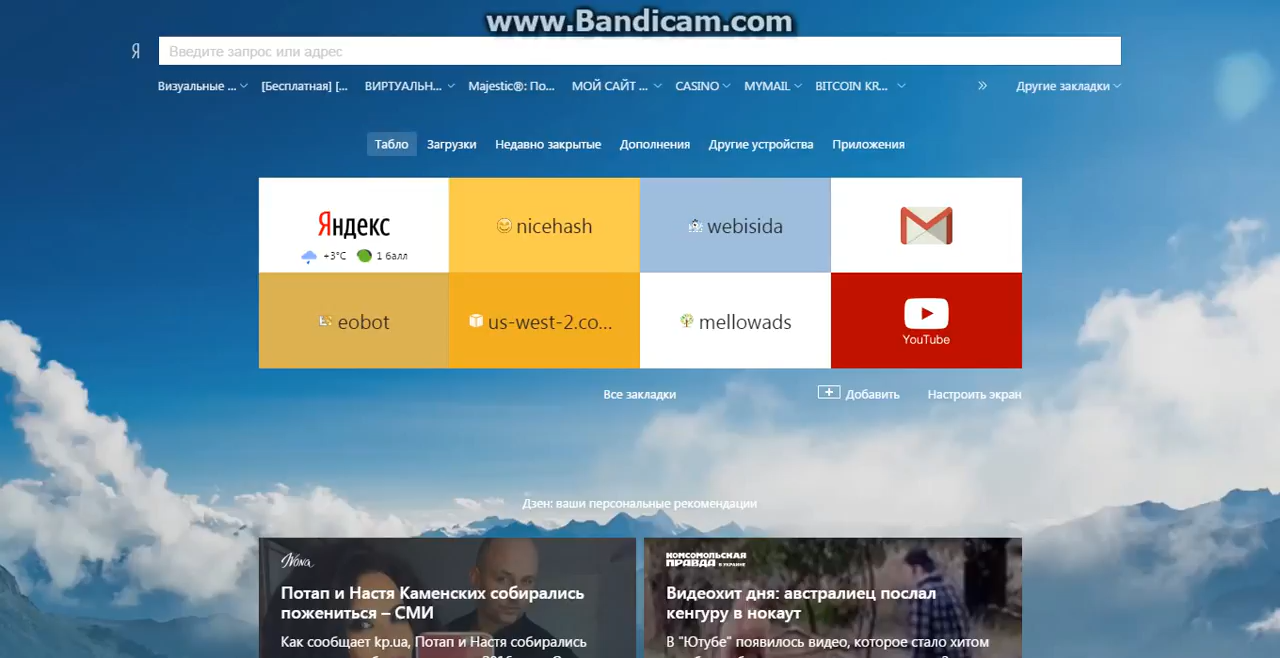 www.Bandicam.com
Я Введите запрос или адрес
Визуальные ... [Бесплатная] [... ВИРТУАЛЬН... Majestic®: По... МОЙ САЙТ ... CASINO MYMAIL BITCOIN KR... » Другие закладки
Табло Загрузки Недавно закрытые Дополнения Другие устройства Приложения
Яндекс
+3°C 1 балл
nicehash
webisida
eobot
us-west-2.co...
mellowads
YouTube
Все закладки Добавить Настроить экран
Дзен: ваши персональные рекомендации
Wona
Потап и Настя Каменских собирались
пожениться – СМИ
Как сообщает kp.ua, Потап и Настя собирались
КОМСОМОЛЬСКАЯ
ПРАВДА В УКРАИНЕ
Видеохит дня: австралиец послал
кенгуру в нокаут
В "Ютубе" появилось видео, которое стало хитом